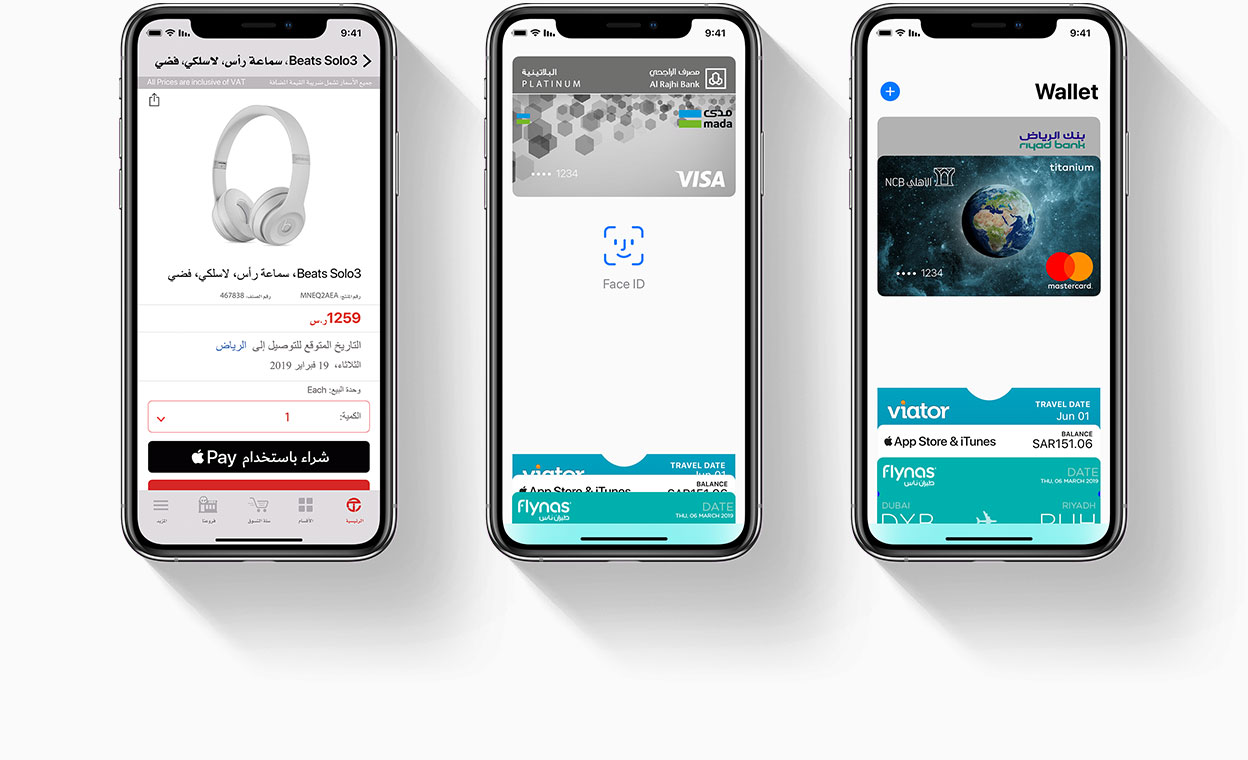 9:41
Beats Solo3، سماعة رأس، لاسلكي، فضي
All Prices are inclusive of VAT جميع الأسعار تشمل ضريبة القيمة المضافة
Beats Solo3، سماعة رأس، لاسلكي، فضي
رقم المنتج: MNEQ2AEA رقم الصنف: 467838
1259ر.س
التاريخ المتوقع للتوصيل إلى الرياض
الثلاثاء، 19 فبراير 2019
وحدة البيع: Each
الكمية: 1
شراء باستخدام Pay
الرئيسية الأقسام سلة التسوق فروعنا المزيد
9:41
البلاتينية
PLATINUM
مصرف الراجحي
Al Rajhi Bank
مدى
mada
•••• 1234
VISA
Face ID
viator
TRAVEL DATE
Jun 01
App Store & iTunes
BALANCE
SAR151.06
flynas
طيران ناس
DATE
THU, 06 MARCH 2019
9:41
Wallet
بنك الرياض
riyad bank
NCB الأهلي
titanium
•••• 1234
mastercard
viator
TRAVEL DATE
Jun 01
App Store & iTunes
BALANCE
SAR151.06
flynas
طيران ناس
DATE
THU, 06 MARCH 2019
DUBAI RIYADH
DXB RUH